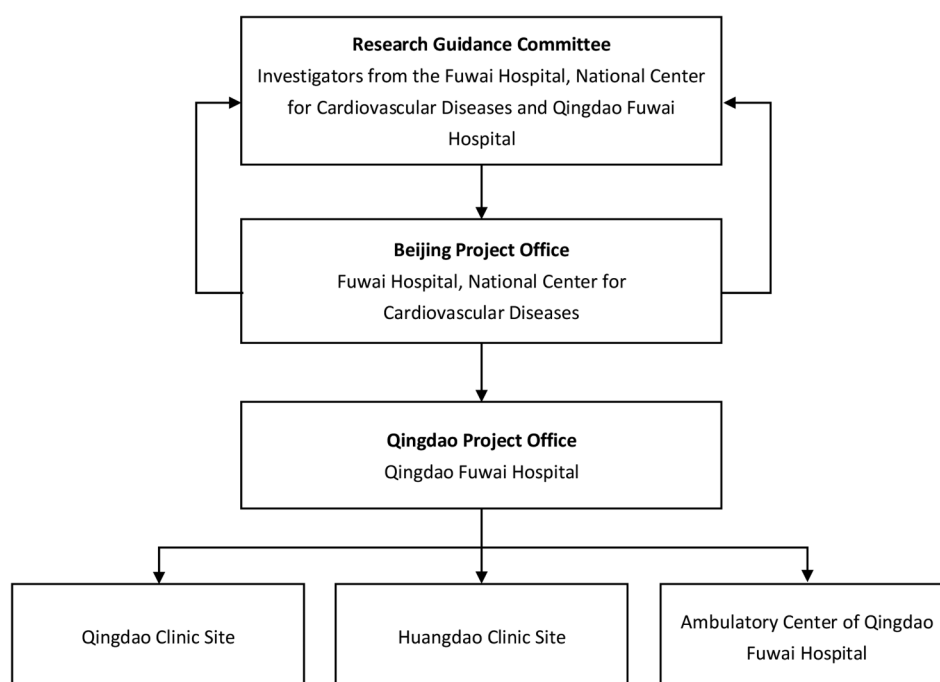 Research Guidance Committee
Investigators from the Fuwai Hospital, National Center
for Cardiovascular Diseases and Qingdao Fuwai
Hospital
Beijing Project Office
Fuwai Hospital, National Center for
Cardiovascular Diseases
Qingdao Project Office
Qingdao Fuwai Hospital
Qingdao Clinic Site
Huangdao Clinic Site
Ambulatory Center of Qingdao
Fuwai Hospital